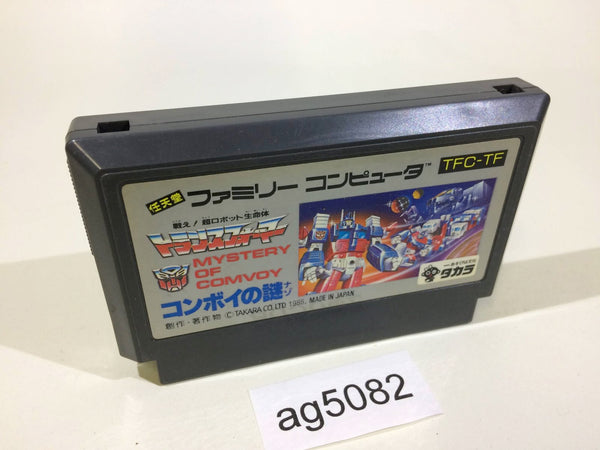 任天堂 ファミリー コンピュータ™ TFC-TF
戦え! 超ロボット生命体
トランスフォーマー
MYSTERY
OF
COMVOY
コンボイの謎
ナゾ
タカラ
創作・著作物 © TAKARA CO.,LTD 1986. MADE IN JAPAN
ag5082